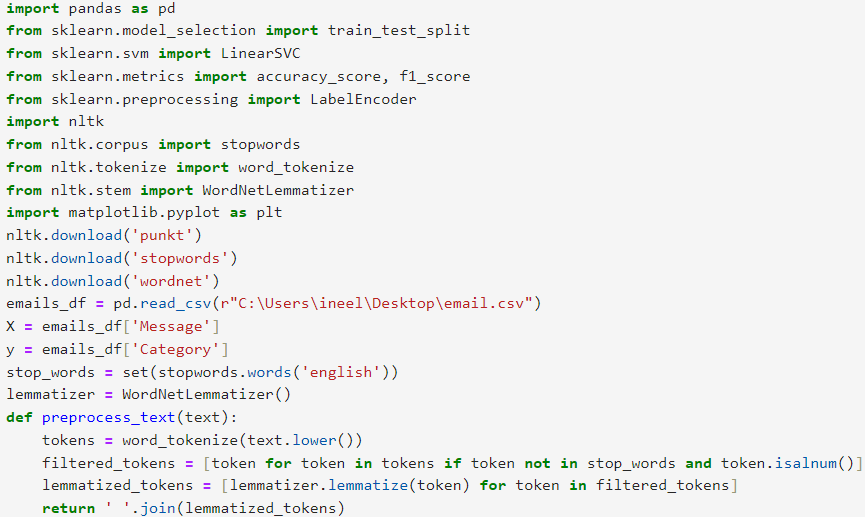 import pandas as pd
from sklearn.model_selection import train_test_split
from sklearn.svm import LinearSVC
from sklearn.metrics import accuracy_score, f1_score
from sklearn.preprocessing import LabelEncoder
import nltk
from nltk.corpus import stopwords
from nltk.tokenize import word_tokenize
from nltk.stem import WordNetLemmatizer
import matplotlib.pyplot as plt
nltk.download('punkt')
nltk.download('stopwords')
nltk.download('wordnet')
emails_df = pd.read_csv(r"C:\Users\ineel\Desktop\email.csv")
X = emails_df['Message']
y = emails_df['Category']
stop_words = set(stopwords.words('english'))
lemmatizer = WordNetLemmatizer()
def preprocess_text(text):
    tokens = word_tokenize(text.lower())
    filtered_tokens = [token for token in tokens if token not in stop_words and token.isalnum()]
    lemmatized_tokens = [lemmatizer.lemmatize(token) for token in filtered_tokens]
    return ' '.join(lemmatized_tokens)